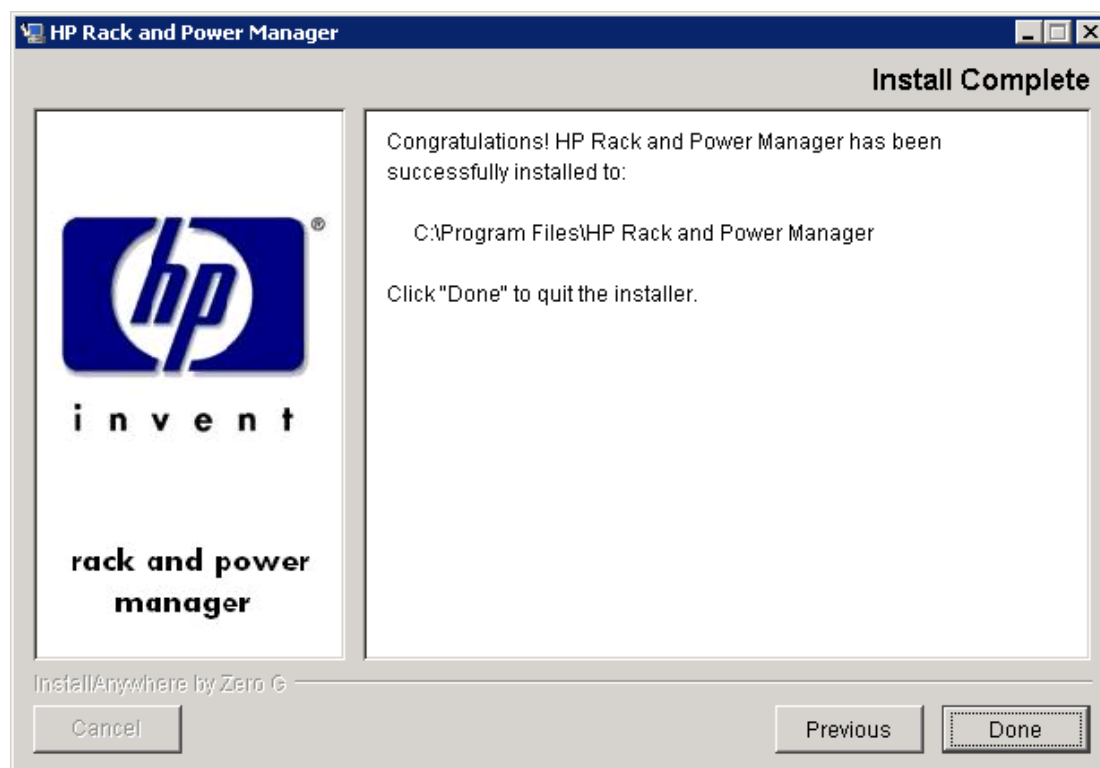 HP Rack and Power Manager
Install Complete
Congratulations! HP Rack and Power Manager has been
successfully installed to:
C:\Program Files\HP Rack and Power Manager
Click "Done" to quit the installer.
hp
®
invent
rack and power
manager
InstallAnywhere by Zero G
Cancel
Previous
Done